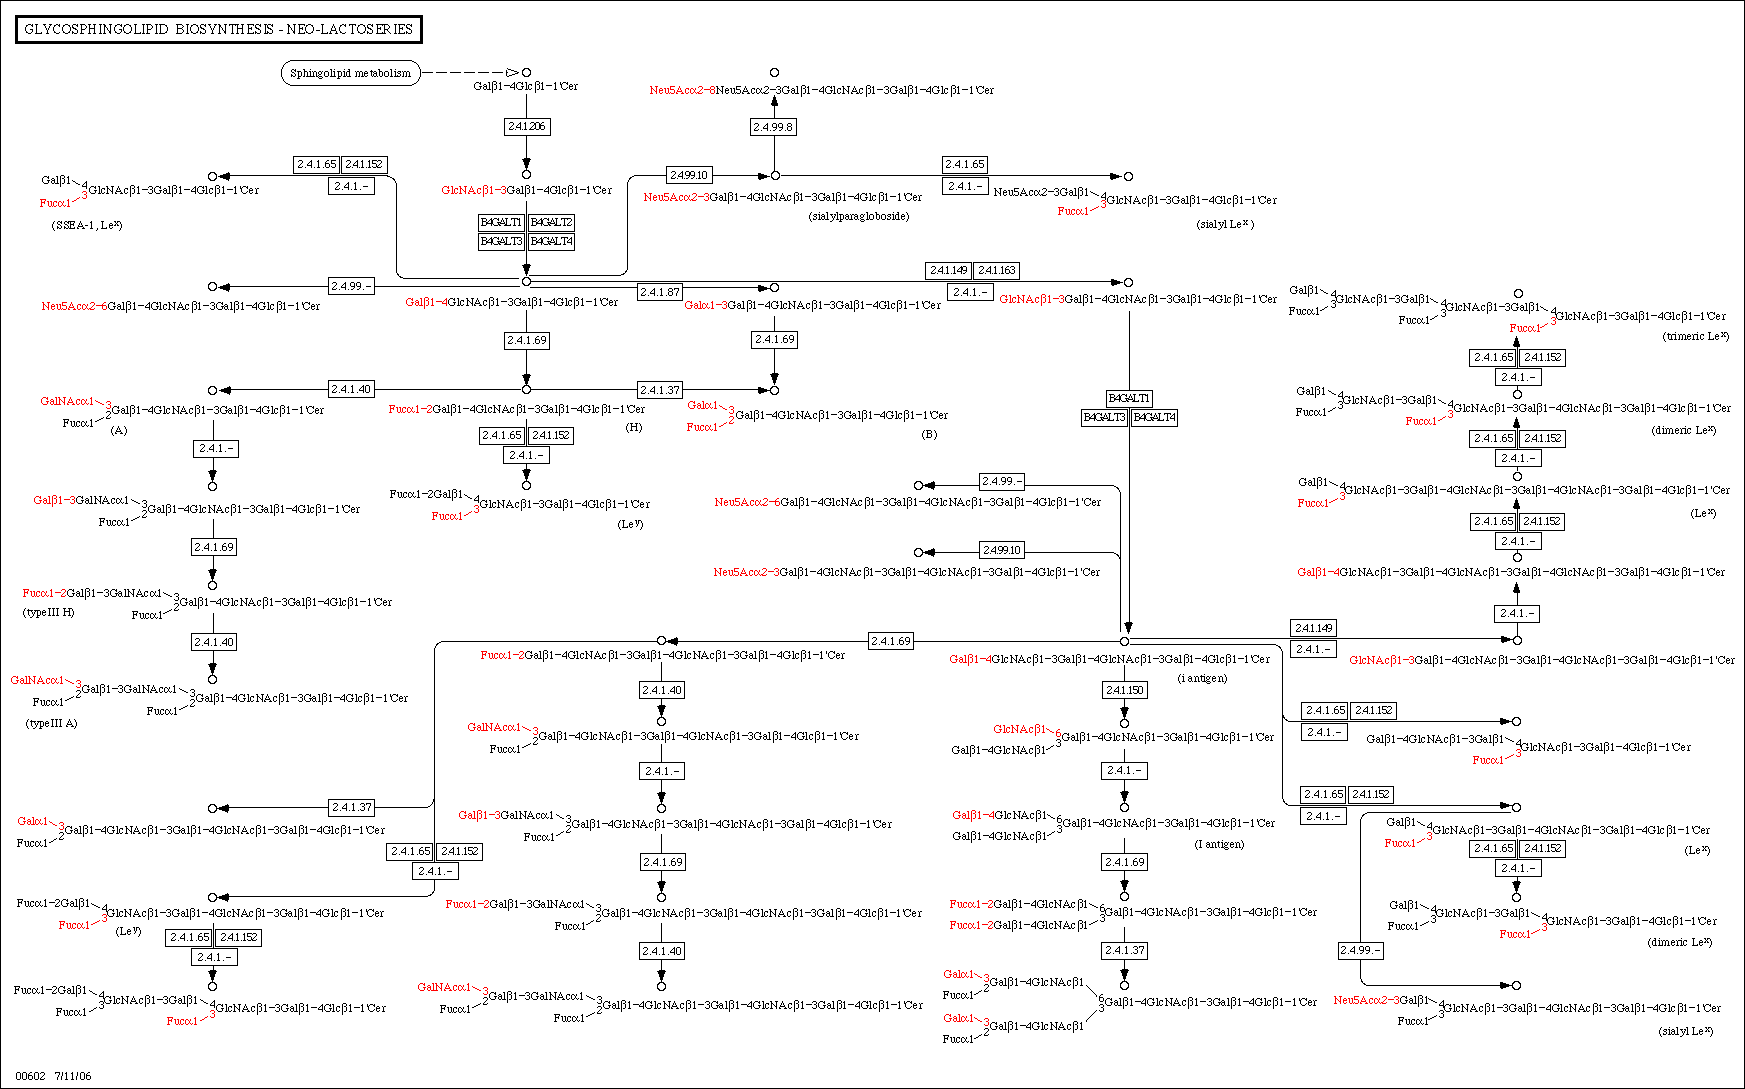 GLYCOSPHINGOLIPID BIOSYNTHESIS - NEO-LACTOSERIES
Sphingolipid metabolism
Galβ1-4Glcβ1-1'Cer
Neu5Acα2-8Neu5Acα2-3Galβ1-4GlcNAcβ1-3Galβ1-4Glcβ1-1'Cer
2.4.1.206
2.4.99.8
2.4.1.65 2.4.1.152
2.4.1.-
2.4.99.10
2.4.1.65
2.4.1.-
Galβ1
4
GlcNAcβ1-3Galβ1-4Glcβ1-1'Cer
3
Fucα1
(SSEA-1, Leˣ)
GlcNAcβ1-3Galβ1-4Glcβ1-1'Cer
Neu5Acα2-3Galβ1-4GlcNAcβ1-3Galβ1-4Glcβ1-1'Cer
(sialylparagloboside)
Neu5Acα2-3Galβ1
4
GlcNAcβ1-3Galβ1-4Glcβ1-1'Cer
3
Fucα1
(sialyl Leˣ)
B4GALT1 B4GALT2
B4GALT3 B4GALT4
2.4.99.-
2.4.1.87
2.4.1.149 2.4.1.163
2.4.1.-
Neu5Acα2-6Galβ1-4GlcNAcβ1-3Galβ1-4Glcβ1-1'Cer
Galβ1-4GlcNAcβ1-3Galβ1-4Glcβ1-1'Cer
Galα1-3Galβ1-4GlcNAcβ1-3Galβ1-4Glcβ1-1'Cer
GlcNAcβ1-3Galβ1-4GlcNAcβ1-3Galβ1-4Glcβ1-1'Cer
Galβ1
4
GlcNAcβ1-3Galβ1
3
Fucα1
4
GlcNAcβ1-3Galβ1
3
Fucα1
4
GlcNAcβ1-3Galβ1-4Glcβ1-1'Cer
3
Fucα1
(trimeric Leˣ)
2.4.1.69
2.4.1.69
2.4.1.65 2.4.1.152
2.4.1.-
2.4.1.40
2.4.1.37
GalNAcα1
3
Galβ1-4GlcNAcβ1-3Galβ1-4Glcβ1-1'Cer
2
Fucα1
(A)
Fucα1-2Galβ1-4GlcNAcβ1-3Galβ1-4Glcβ1-1'Cer
(H)
Galα1
3
Galβ1-4GlcNAcβ1-3Galβ1-4Glcβ1-1'Cer
2
Fucα1
(B)
B4GALT1
B4GALT3 B4GALT4
Galβ1
4
GlcNAcβ1-3Galβ1
3
Fucα1
4
GlcNAcβ1-3Galβ1-4GlcNAcβ1-3Galβ1-4Glcβ1-1'Cer
3
Fucα1
(dimeric Leˣ)
2.4.1.-
2.4.1.65 2.4.1.152
2.4.1.-
2.4.1.65 2.4.1.152
2.4.1.-
Galβ1-3GalNAcα1
3
Galβ1-4GlcNAcβ1-3Galβ1-4Glcβ1-1'Cer
2
Fucα1
Fucα1-2Galβ1
4
GlcNAcβ1-3Galβ1-4Glcβ1-1'Cer
3
Fucα1
(Leʸ)
2.4.99.-
Neu5Acα2-6Galβ1-4GlcNAcβ1-3Galβ1-4GlcNAcβ1-3Galβ1-4Glcβ1-1'Cer
Galβ1
4
GlcNAcβ1-3Galβ1-4GlcNAcβ1-3Galβ1-4GlcNAcβ1-3Galβ1-4Glcβ1-1'Cer
3
Fucα1
(Leˣ)
2.4.1.65 2.4.1.152
2.4.1.-
2.4.1.69
2.4.99.10
Neu5Acα2-3Galβ1-4GlcNAcβ1-3Galβ1-4GlcNAcβ1-3Galβ1-4Glcβ1-1'Cer
Galβ1-4GlcNAcβ1-3Galβ1-4GlcNAcβ1-3Galβ1-4GlcNAcβ1-3Galβ1-4Glcβ1-1'Cer
Fucα1-2Galβ1-3GalNAcα1
3
Galβ1-4GlcNAcβ1-3Galβ1-4Glcβ1-1'Cer
2
Fucα1
(typeIII H)
2.4.1.-
2.4.1.40
2.4.1.69
2.4.1.149
2.4.1.-
Fucα1-2Galβ1-4GlcNAcβ1-3Galβ1-4GlcNAcβ1-3Galβ1-4Glcβ1-1'Cer
Galβ1-4GlcNAcβ1-3Galβ1-4GlcNAcβ1-3Galβ1-4Glcβ1-1'Cer
(i antigen)
GlcNAcβ1-3Galβ1-4GlcNAcβ1-3Galβ1-4GlcNAcβ1-3Galβ1-4Glcβ1-1'Cer
GalNAcα1
3
Galβ1-3GalNAcα1
2
Fucα1
3
Galβ1-4GlcNAcβ1-3Galβ1-4Glcβ1-1'Cer
2
Fucα1
(typeIII A)
2.4.1.40
2.4.1.150
2.4.1.65 2.4.1.152
2.4.1.-
GalNAcα1
3
Galβ1-4GlcNAcβ1-3Galβ1-4GlcNAcβ1-3Galβ1-4Glcβ1-1'Cer
2
Fucα1
GlcNAcβ1
6
Galβ1-4GlcNAcβ1-3Galβ1-4Glcβ1-1'Cer
3
Galβ1-4GlcNAcβ1
Galβ1-4GlcNAcβ1-3Galβ1
4
GlcNAcβ1-3Galβ1-4Glcβ1-1'Cer
3
Fucα1
2.4.1.-
2.4.1.-
2.4.1.65 2.4.1.152
2.4.1.-
2.4.1.37
Galα1
3
Galβ1-4GlcNAcβ1-3Galβ1-4GlcNAcβ1-3Galβ1-4Glcβ1-1'Cer
2
Fucα1
Galβ1-3GalNAcα1
3
Galβ1-4GlcNAcβ1-3Galβ1-4GlcNAcβ1-3Galβ1-4Glcβ1-1'Cer
2
Fucα1
Galβ1-4GlcNAcβ1
6
Galβ1-4GlcNAcβ1-3Galβ1-4Glcβ1-1'Cer
3
Galβ1-4GlcNAcβ1
(I antigen)
Galβ1
4
GlcNAcβ1-3Galβ1-4GlcNAcβ1-3Galβ1-4Glcβ1-1'Cer
3
Fucα1
(Leˣ)
2.4.1.65 2.4.1.152
2.4.1.-
2.4.1.69
2.4.1.69
2.4.1.65 2.4.1.152
2.4.1.-
Fucα1-2Galβ1
4
GlcNAcβ1-3Galβ1-4GlcNAcβ1-3Galβ1-4Glcβ1-1'Cer
3
Fucα1
(Leʸ)
Fucα1-2Galβ1-3GalNAcα1
3
Galβ1-4GlcNAcβ1-3Galβ1-4GlcNAcβ1-3Galβ1-4Glcβ1-1'Cer
2
Fucα1
Fucα1-2Galβ1-4GlcNAcβ1
6
Galβ1-4GlcNAcβ1-3Galβ1-4Glcβ1-1'Cer
3
Fucα1-2Galβ1-4GlcNAcβ1
Galβ1
4
GlcNAcβ1-3Galβ1
3
Fucα1
4
GlcNAcβ1-3Galβ1-4Glcβ1-1'Cer
3
Fucα1
(dimeric Leˣ)
2.4.1.65 2.4.1.152
2.4.1.-
2.4.1.40
2.4.1.37
2.4.99.-
Fucα1-2Galβ1
4
GlcNAcβ1-3Galβ1
3
Fucα1
4
GlcNAcβ1-3Galβ1-4Glcβ1-1'Cer
3
Fucα1
GalNAcα1
3
Galβ1-3GalNAcα1
2
Fucα1
3
Galβ1-4GlcNAcβ1-3Galβ1-4GlcNAcβ1-3Galβ1-4Glcβ1-1'Cer
2
Fucα1
Galα1
3
Galβ1-4GlcNAcβ1
2
Fucα1
6
Galβ1-4GlcNAcβ1-3Galβ1-4Glcβ1-1'Cer
3
Galα1
3
Galβ1-4GlcNAcβ1
2
Fucα1
Neu5Acα2-3Galβ1
4
GlcNAcβ1-3Galβ1-4GlcNAcβ1-3Galβ1-4Glcβ1-1'Cer
3
Fucα1
(sialyl Leˣ)
00602 7/11/06